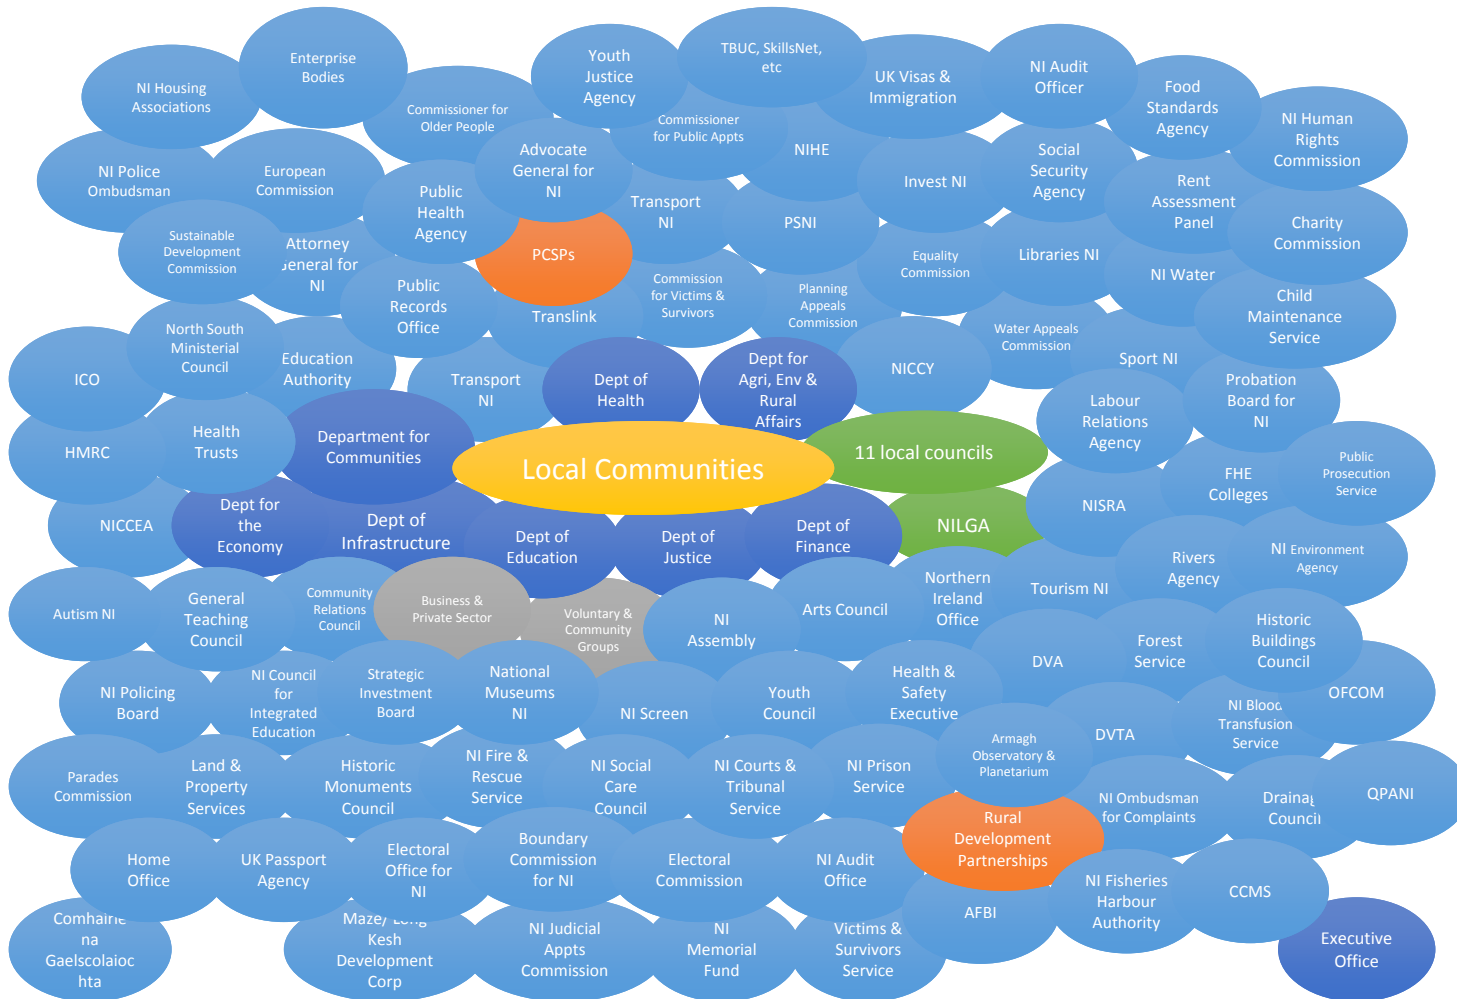 Enterprise
Bodies
NI Housing
Associations
Commissioner for
Older People
Youth
Justice
Agency
TBUC, SkillsNet,
etc
UK Visas &
Immigration
NI Audit
Officer
Food
Standards
Agency
NI Human
Rights
Commission
NI Police
Ombudsman
European
Commission
Public
Health
Agency
Advocate
General for
NI
Commissioner
for Public Appts
NIHE
Invest NI
Social
Security
Agency
Rent
Assessment
Panel
Charity
Commission
Sustainable
Development
Commission
Attorney
General for
NI
Public
Records
Office
PCSPs
Transport
NI
PSNI
Equality
Commission
Libraries NI
NI Water
Child
Maintenance
Service
North South
Ministerial
Council
Translink
Commission
for Victims &
Survivors
Planning
Appeals
Commission
Water Appeals
Commission
Sport NI
ICO
Education
Authority
Transport
NI
Dept of
Health
Dept for
Agri, Env &
Rural
Affairs
NICCY
Labour
Relations
Agency
Probation
Board for
NI
HMRC
Health
Trusts
Department for
Communities
Local Communities
11 local councils
FHE
Colleges
Public
Prosecution
Service
NICCEA
Dept for
the
Economy
Dept of
Infrastructure
Dept of
Education
Dept of
Justice
Dept of
Finance
NILGA
NISRA
Rivers
Agency
NI Environment
Agency
Autism NI
General
Teaching
Council
Community
Relations
Council
Business &
Private Sector
Voluntary &
Community
Groups
NI
Assembly
Arts Council
Northern
Ireland
Office
Tourism NI
Forest
Service
Historic
Buildings
Council
NI Policing
Board
NI Council
for
Integrated
Education
Strategic
Investment
Board
National
Museums
NI
NI Screen
Youth
Council
Health &
Safety
Executive
DVA
DVTA
NI Blood
Transfusion
Service
OFCOM
Parades
Commission
Land &
Property
Services
Historic
Monuments
Council
NI Fire &
Rescue
Service
NI Social
Care
Council
NI Courts &
Tribunal
Service
NI Prison
Service
Armagh
Observatory &
Planetarium
NI Ombudsman
for Complaints
Drainage
Council
QPANI
Home
Office
UK Passport
Agency
Electoral
Office for
NI
Boundary
Commission
for NI
Electoral
Commission
NI Audit
Office
Rural
Development
Partnerships
AFBI
NI Fisheries
Harbour
Authority
CCMS
Comhairle
na
Gaelscolaioc
hta
Maze/ Long
Kesh
Development
Corp
NI Judicial
Appts
Commission
NI
Memorial
Fund
Victims &
Survivors
Service
Executive
Office